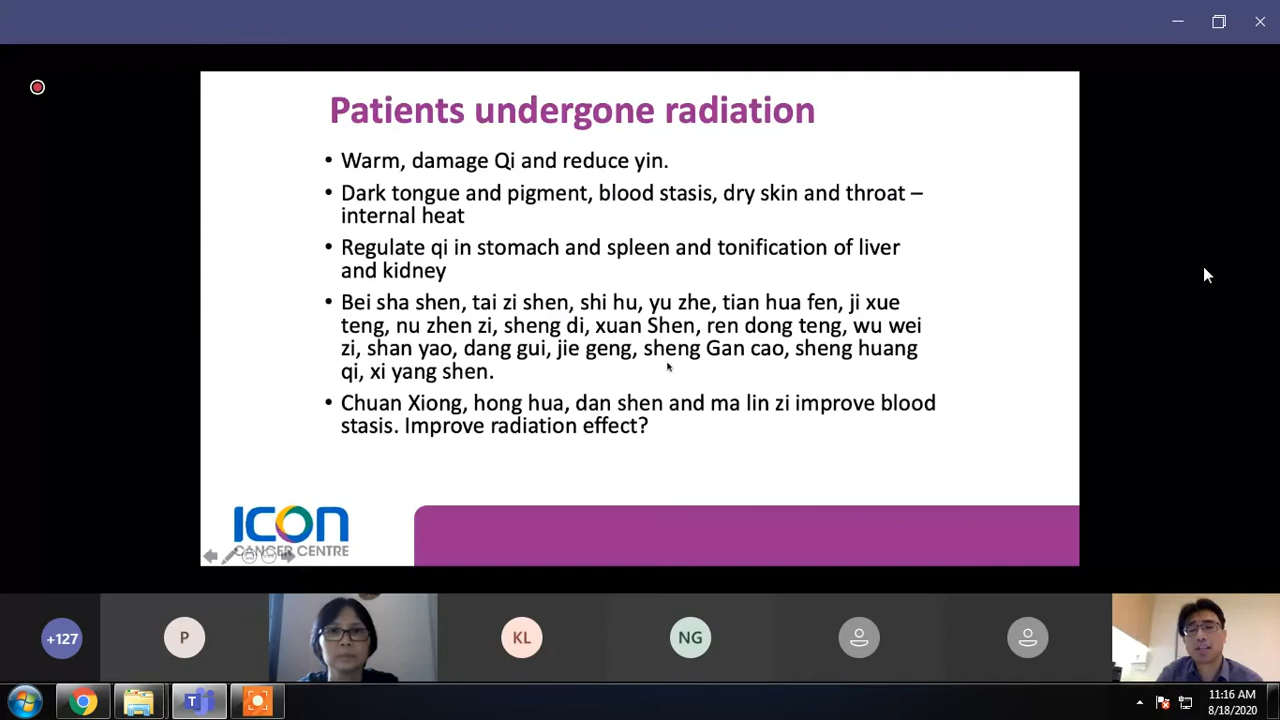 Patients undergone radiation
• Warm, damage Qi and reduce yin.
• Dark tongue and pigment, blood stasis, dry skin and throat –
internal heat
• Regulate qi in stomach and spleen and tonification of liver
and kidney
• Bei sha shen, tai zi shen, shi hu, yu zhe, tian hua fen, ji xue
teng, nu zhen zi, sheng di, xuan Shen, ren dong teng, wu wei
zi, shan yao, dang gui, jie geng, sheng Gan cao, sheng huang
qi, xi yang shen.
• Chuan Xiong, hong hua, dan shen and ma lin zi improve blood
stasis. Improve radiation effect?
ICON
CANCER CENTRE
+127
P
KL
NG
11:16 AM
8/18/2020